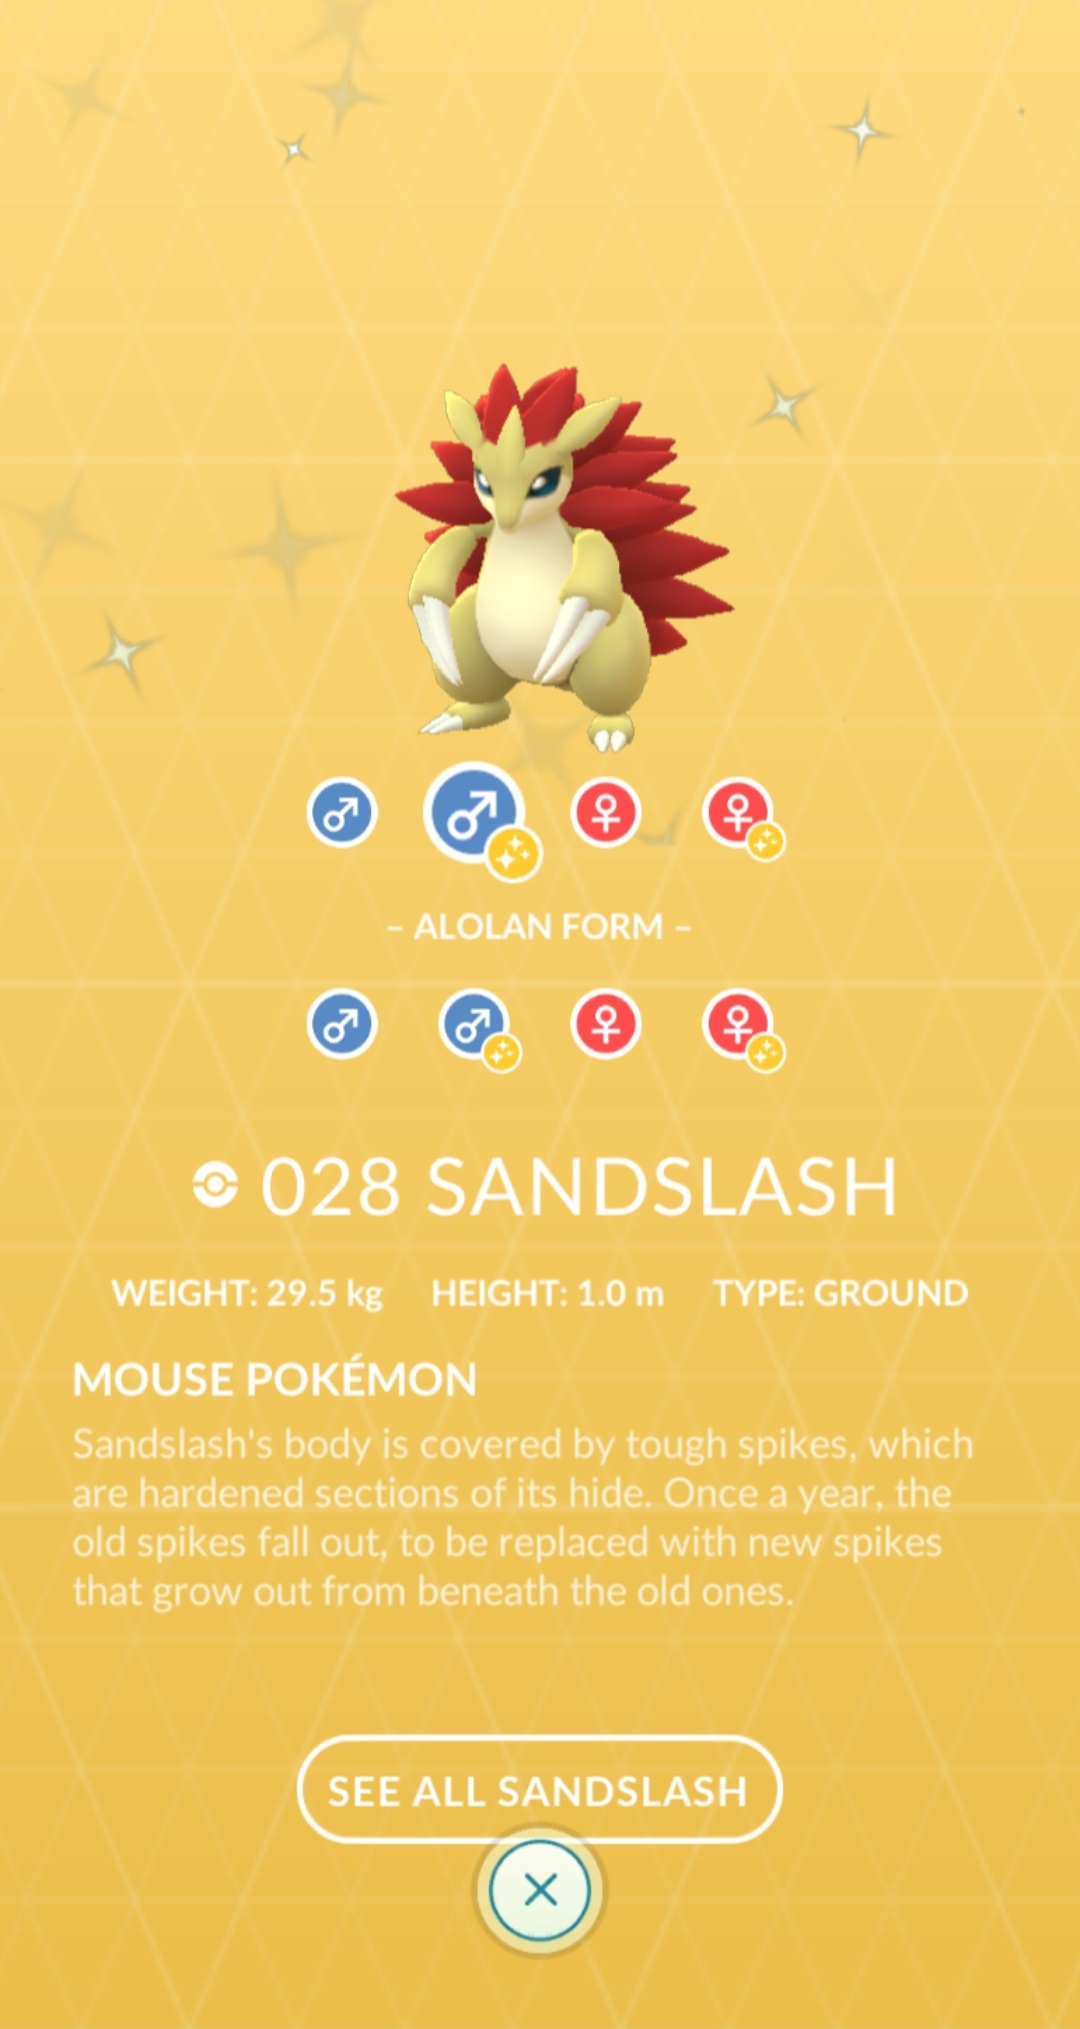 – ALOLAN FORM –
028 SANDSLASH
WEIGHT: 29.5 kg HEIGHT: 1.0 m TYPE: GROUND
MOUSE POKÉMON
Sandslash's body is covered by tough spikes, which
are hardened sections of its hide. Once a year, the
old spikes fall out, to be replaced with new spikes
that grow out from beneath the old ones.
SEE ALL SANDSLASH